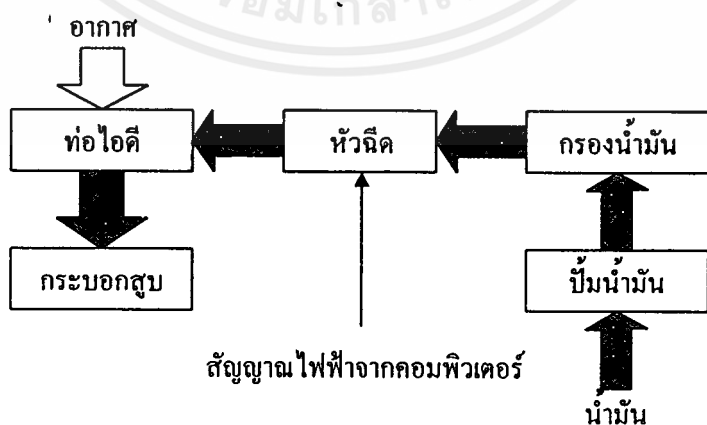 อากาศ
ท่อไอดี
หัวฉีด
กรองน้ำมัน
กระบอกสูบ
ปั๊มน้ำมัน
สัญญาณไฟฟ้าจากคอมพิวเตอร์
น้ำมัน